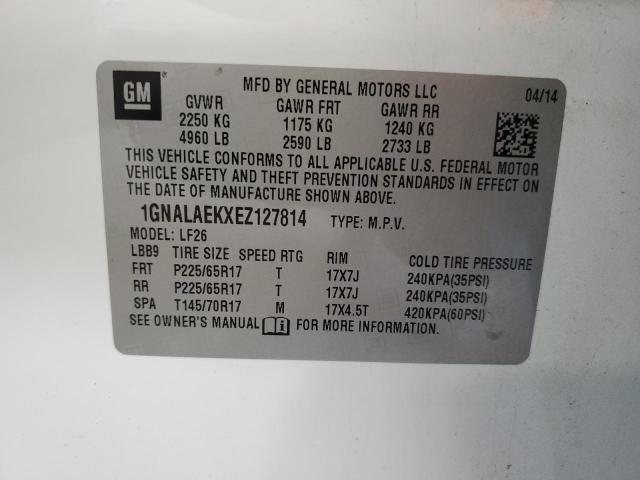 GM ®
MFD BY GENERAL MOTORS LLC 04/14
GVWR GAWR FRT GAWR RR
2250 KG 1175 KG 1240 KG
4960 LB 2590 LB 2733 LB
THIS VEHICLE CONFORMS TO ALL APPLICABLE U.S. FEDERAL MOTOR
VEHICLE SAFETY AND THEFT PREVENTION STANDARDS IN EFFECT ON
THE DATE OF MANUFACTURE SHOWN ABOVE.
1GNALAEKXEZ127814 TYPE: M.P.V.
MODEL: LF26
LBB9 TIRE SIZE SPEED RTG RIM COLD TIRE PRESSURE
FRT P225/65R17 T 17X7J 240KPA(35PSI)
RR P225/65R17 T 17X7J 240KPA(35PSI)
SPA T145/70R17 M 17X4.5T 420KPA(60PSI)
SEE OWNER'S MANUAL i FOR MORE INFORMATION.